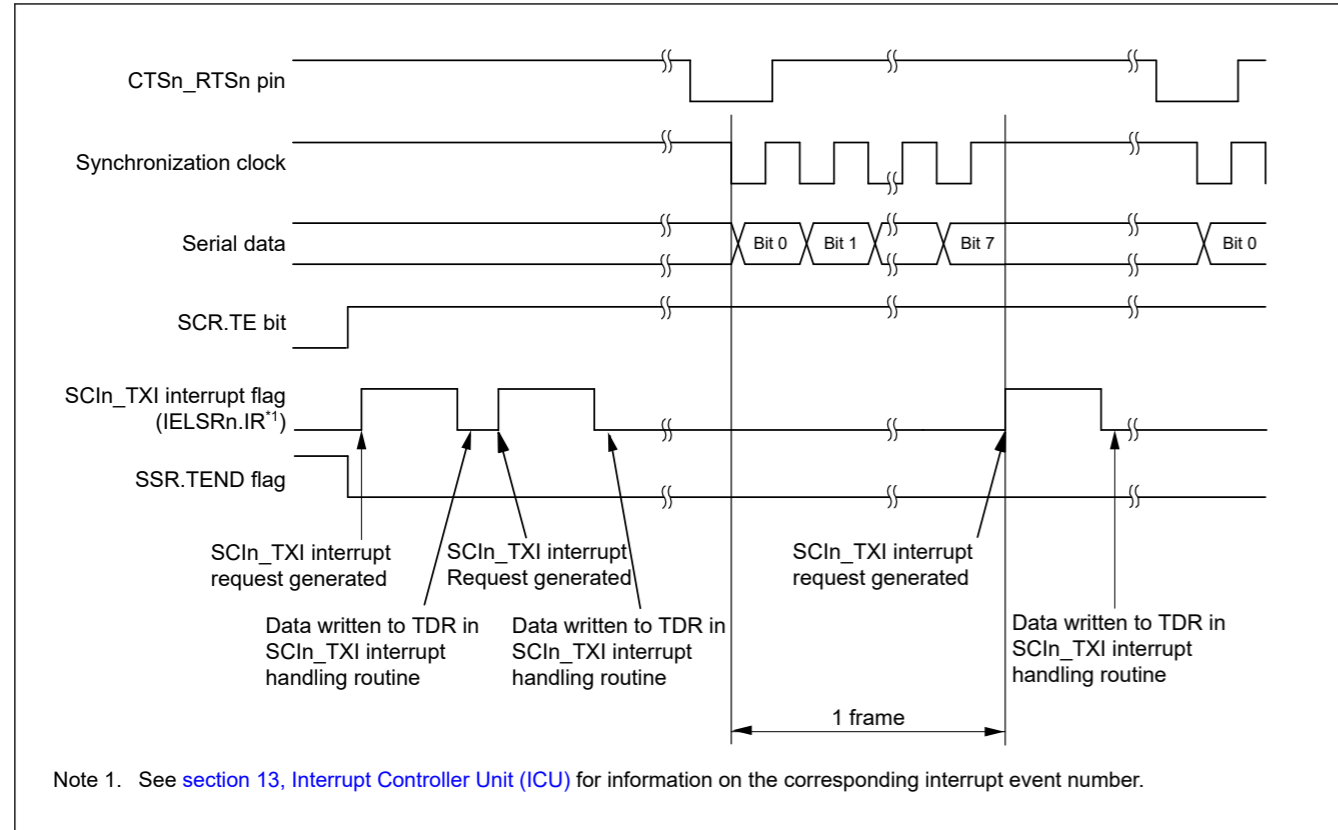 CTSn_RTSn pin
Synchronization clock
Serial data
Bit 0
Bit 1
Bit 7
Bit 0
SCR.TE bit
SCIn_TXI interrupt flag
(IELSRn.IR*1)
SSR.TEND flag
SCIn_TXI interrupt
request generated
SCIn_TXI interrupt
Request generated
SCIn_TXI interrupt
request generated
Data written to TDR in
SCIn_TXI interrupt
handling routine
Data written to TDR in
SCIn_TXI interrupt
handling routine
Data written to TDR in
SCIn_TXI interrupt
handling routine
1 frame
Note 1. See section 13, Interrupt Controller Unit (ICU) for information on the corresponding interrupt event number.